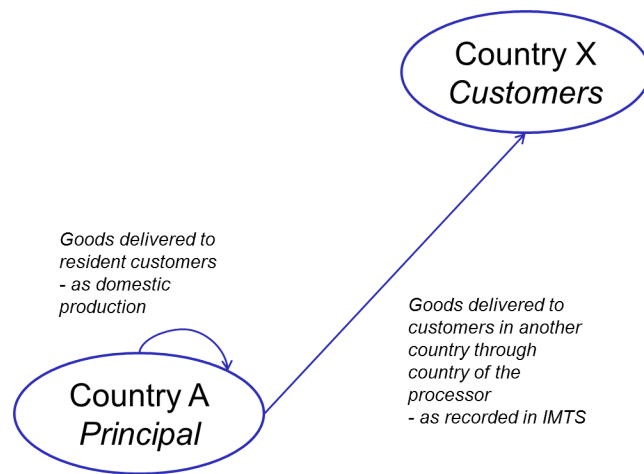 Country X
Customers
Goods delivered to
resident customers
- as domestic
production
Goods delivered to
customers in another
country through
country of the
processor
- as recorded in IMTS
Country A
Principal